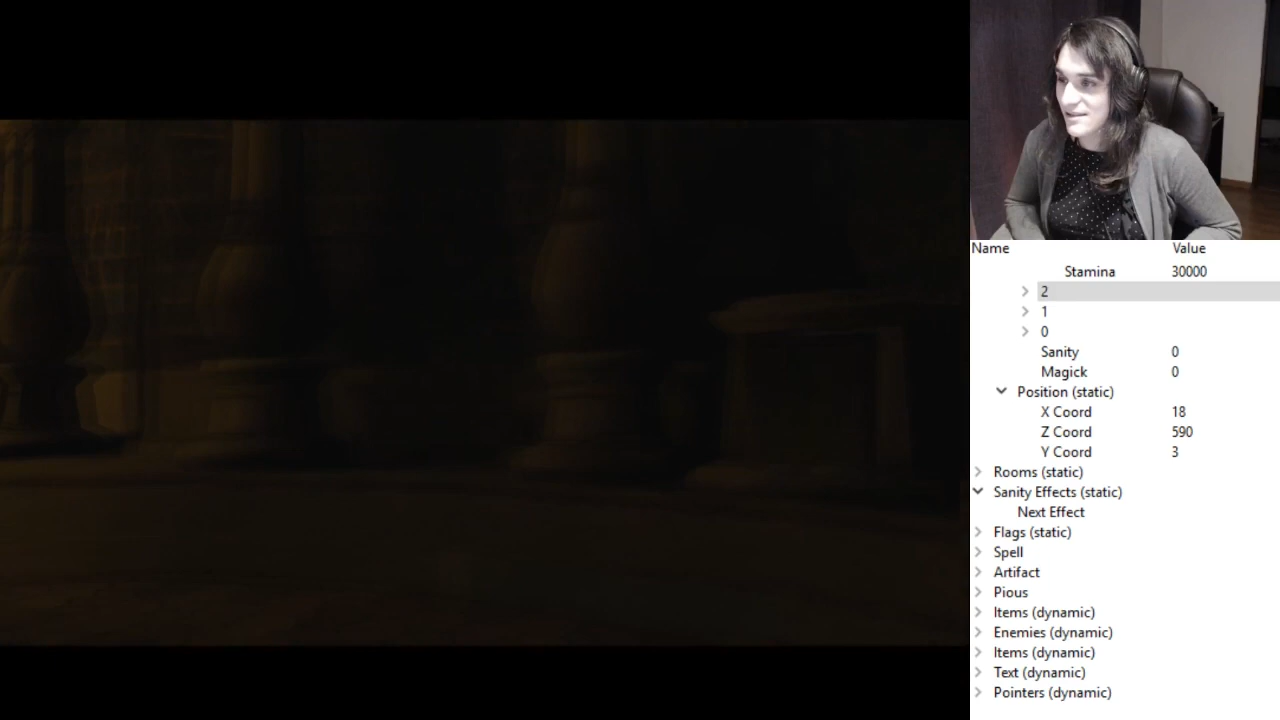 Name Value
Stamina 30000
2
1
0
Sanity 0
Magick 0
Position (static)
X Coord 18
Z Coord 590
Y Coord 3
Rooms (static)
Sanity Effects (static)
Next Effect
Flags (static)
Spell
Artifact
Pious
Items (dynamic)
Enemies (dynamic)
Items (dynamic)
Text (dynamic)
Pointers (dynamic)